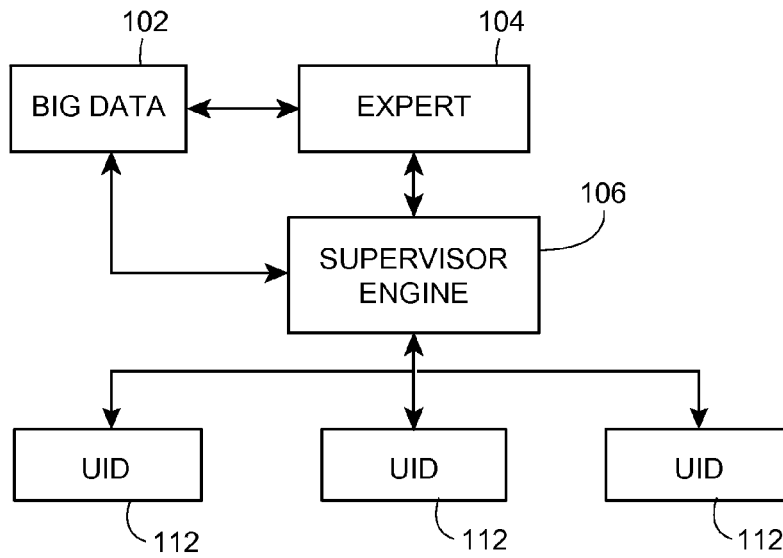 102
104
BIG DATA
EXPERT
106
SUPERVISOR
ENGINE
UID
UID
UID
112
112
112